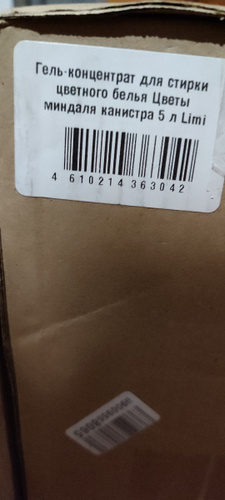 Гель-концентрат для стирки
цветного белья Цветы
миндаля канистра 5 л Limi
4 610214 363042